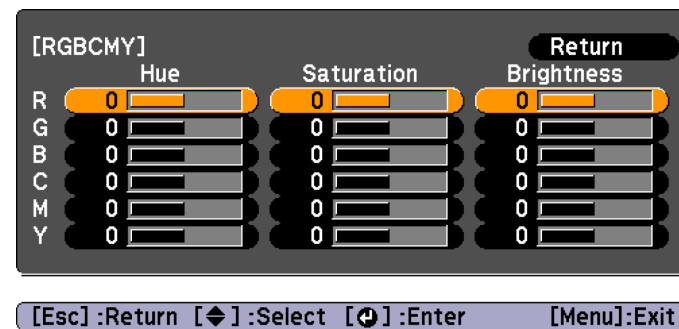 [RGBCMY] Return
Hue Saturation Brightness
R 0 0 0
G 0 0 0
B 0 0 0
C 0 0 0
M 0 0 0
Y 0 0 0
[Esc] :Return [◆] :Select [⏎] :Enter [Menu]:Exit